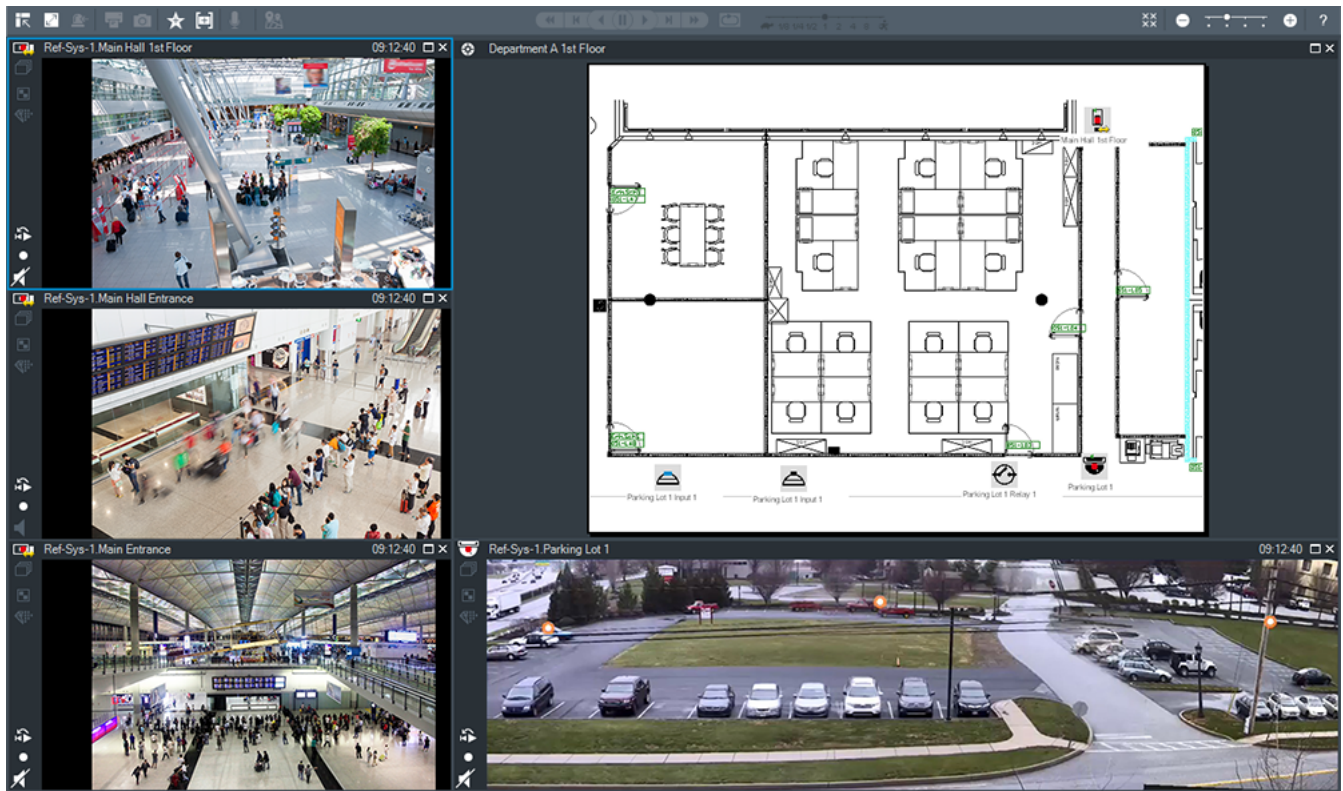 ?
Ref-Sys-1.Main Hall 1st Floor 09:12:40
Department A 1st Floor
Main Hall 1st Floor
Ref-Sys-1.Main Hall Entrance 09:12:40
Parking Lot 1 Input 1
Parking Lot 1 Input 1
Parking Lot 1 Relay 1
Parking Lot 1
Ref-Sys-1.Main Entrance 09:12:40
Ref-Sys-1.Parking Lot 1 09:12:40